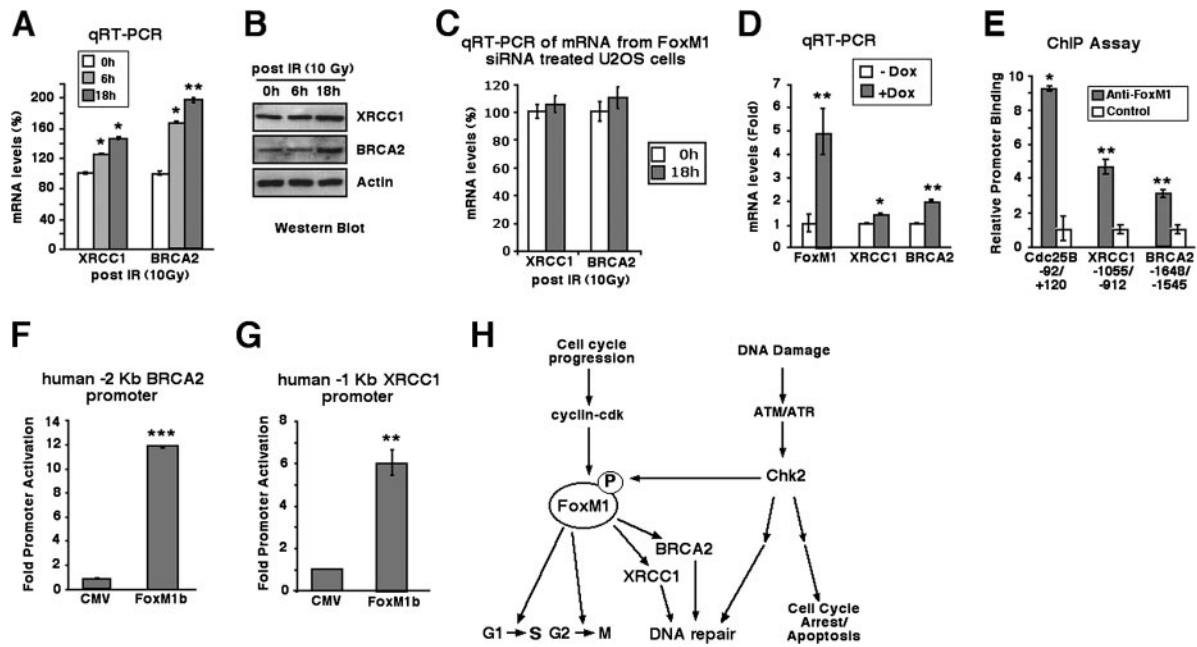 A
qRT-PCR
0h
6h
18h
mRNA levels (%)
200
180
160
140
120
100
80
60
40
20
0
*
*
*
**
XRCC1
BRCA2
post IR (10Gy)
B
post IR (10 Gy)
0h 6h 18h
XRCC1
BRCA2
Actin
Western Blot
C
qRT-PCR of mRNA from FoxM1
siRNA treated U2OS cells
mRNA levels (%)
120
100
80
60
40
20
0
0h
18h
XRCC1
BRCA2
post IR (10Gy)
D
qRT-PCR
- Dox
+Dox
mRNA levels (Fold)
7
6
5
4
3
2
1
0
**
*
**
FoxM1
XRCC1
BRCA2
E
ChIP Assay
Anti-FoxM1
Control
Relative Promoter Binding
10
8
6
4
2
0
*
**
**
Cdc25B
-92/
+120
XRCC1
-1055/
-912
BRCA2
-1648/
-1545
F
human -2 Kb BRCA2
promoter
Fold Promoter Activation
14
12
10
8
6
4
2
0
***
CMV
FoxM1b
G
human -1 Kb XRCC1
promoter
Fold Promoter Activation
8
6
4
2
0
**
CMV
FoxM1b
H
Cell cycle
progression
cyclin-cdk
P
FoxM1
DNA Damage
ATM/ATR
Chk2
BRCA2
XRCC1
G1
S
G2
M
DNA repair
Cell Cycle
Arrest/
Apoptosis